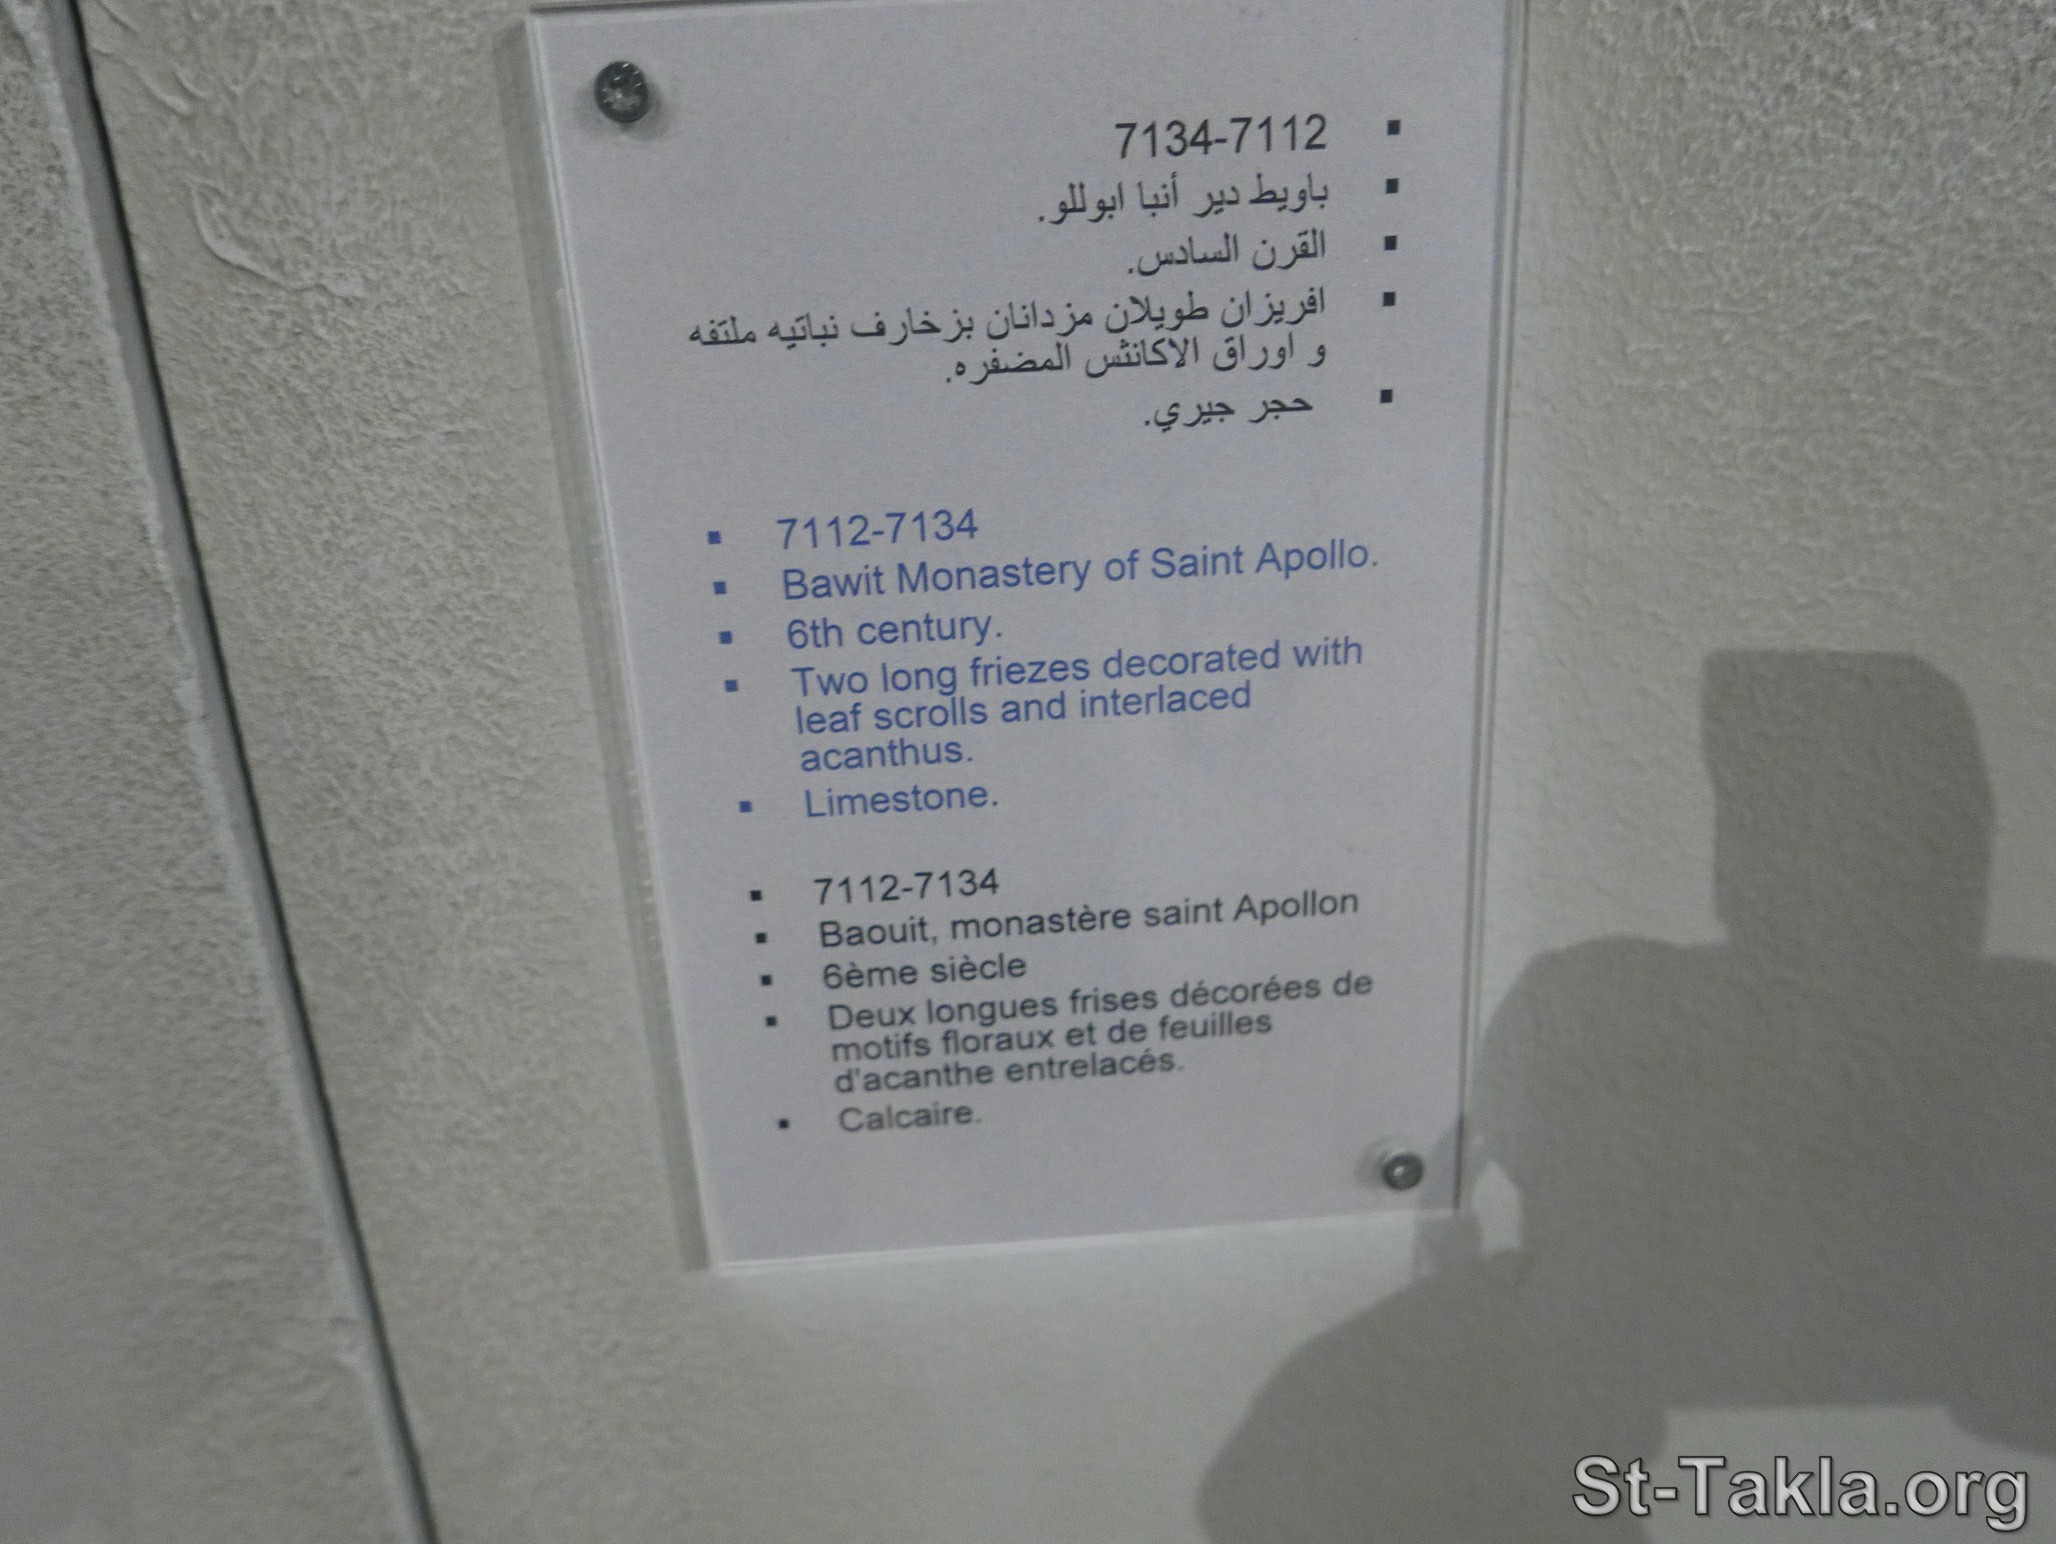 7134-7112
باويط دير أنبا ابوللو.
القرن السادس.
افريزان طويلان مزدانان بزخارف نباتيه ملتفه
و اوراق الاكانثس المضفره.
حجر جيري.
7112-7134
Bawit Monastery of Saint Apollo.
6th century.
Two long friezes decorated with
leaf scrolls and interlaced
acanthus.
Limestone.
7112-7134
Baouit, monastère saint Apollon
6ème siècle
Deux longues frises décorées de
motifs floraux et de feuilles
d'acanthe entrelacés.
Calcaire.
St-Takla.org